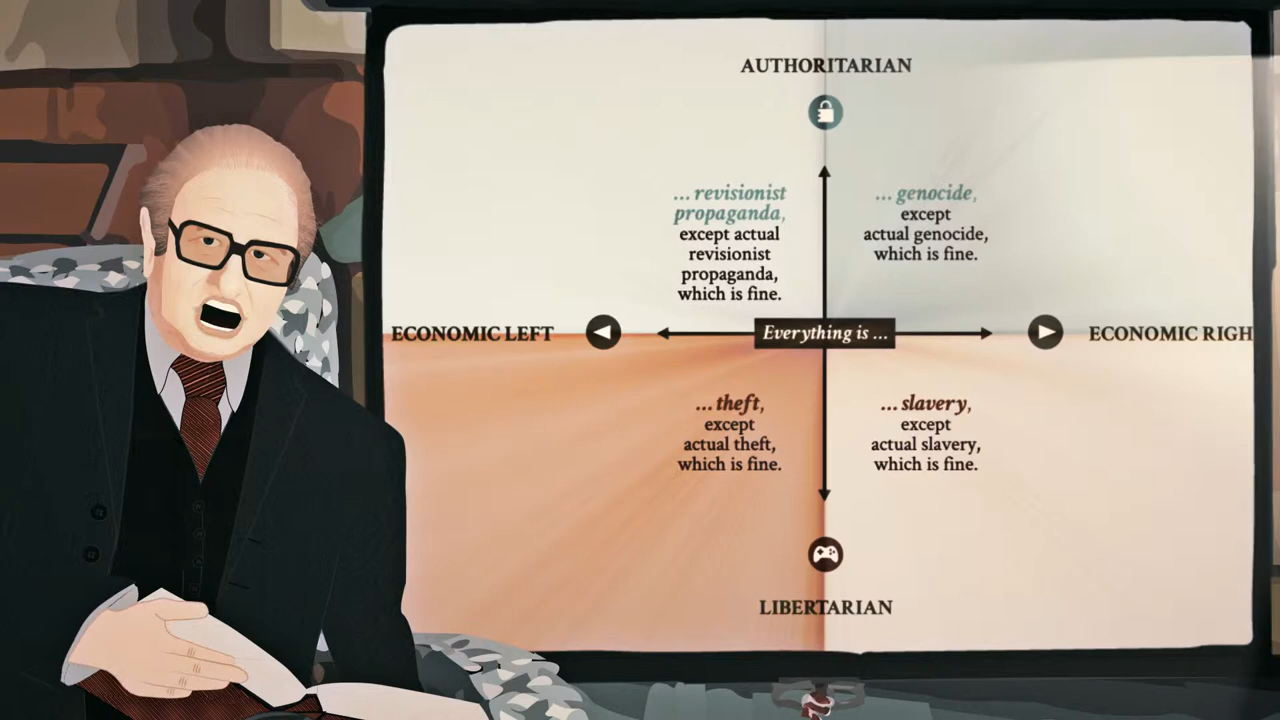 AUTHORITARIAN
... revisionist
propaganda,
except actual
revisionist
propaganda,
which is fine.
... genocide,
except
actual genocide,
which is fine.
ECONOMIC LEFT
Everything is ...
ECONOMIC RIGH
... theft,
except
actual theft,
which is fine.
... slavery,
except
actual slavery,
which is fine.
LIBERTARIAN